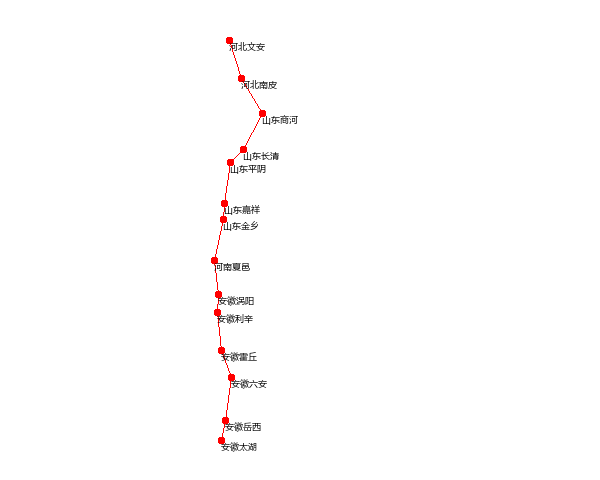 河北文安
河北南皮
山东商河
山东长清
山东平阴
山东嘉祥
山东金乡
河南夏邑
安徽涡阳
安徽利辛
安徽霍丘
安徽六安
安徽岳西
安徽太湖